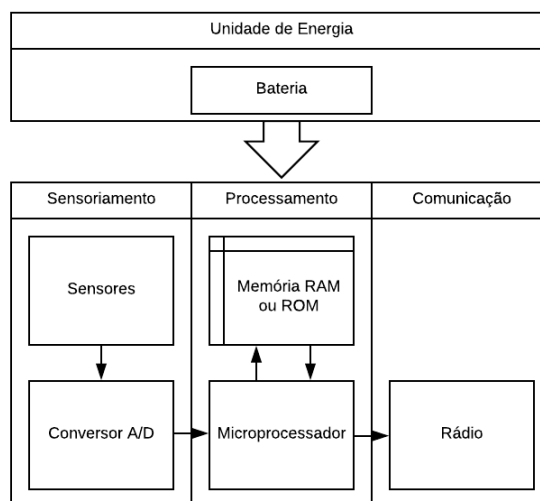 Unidade de Energia
Bateria
Sensoriamento
Processamento
Comunicação
Sensores
Memória RAM
ou ROM
Conversor A/D
Microprocessador
Rádio